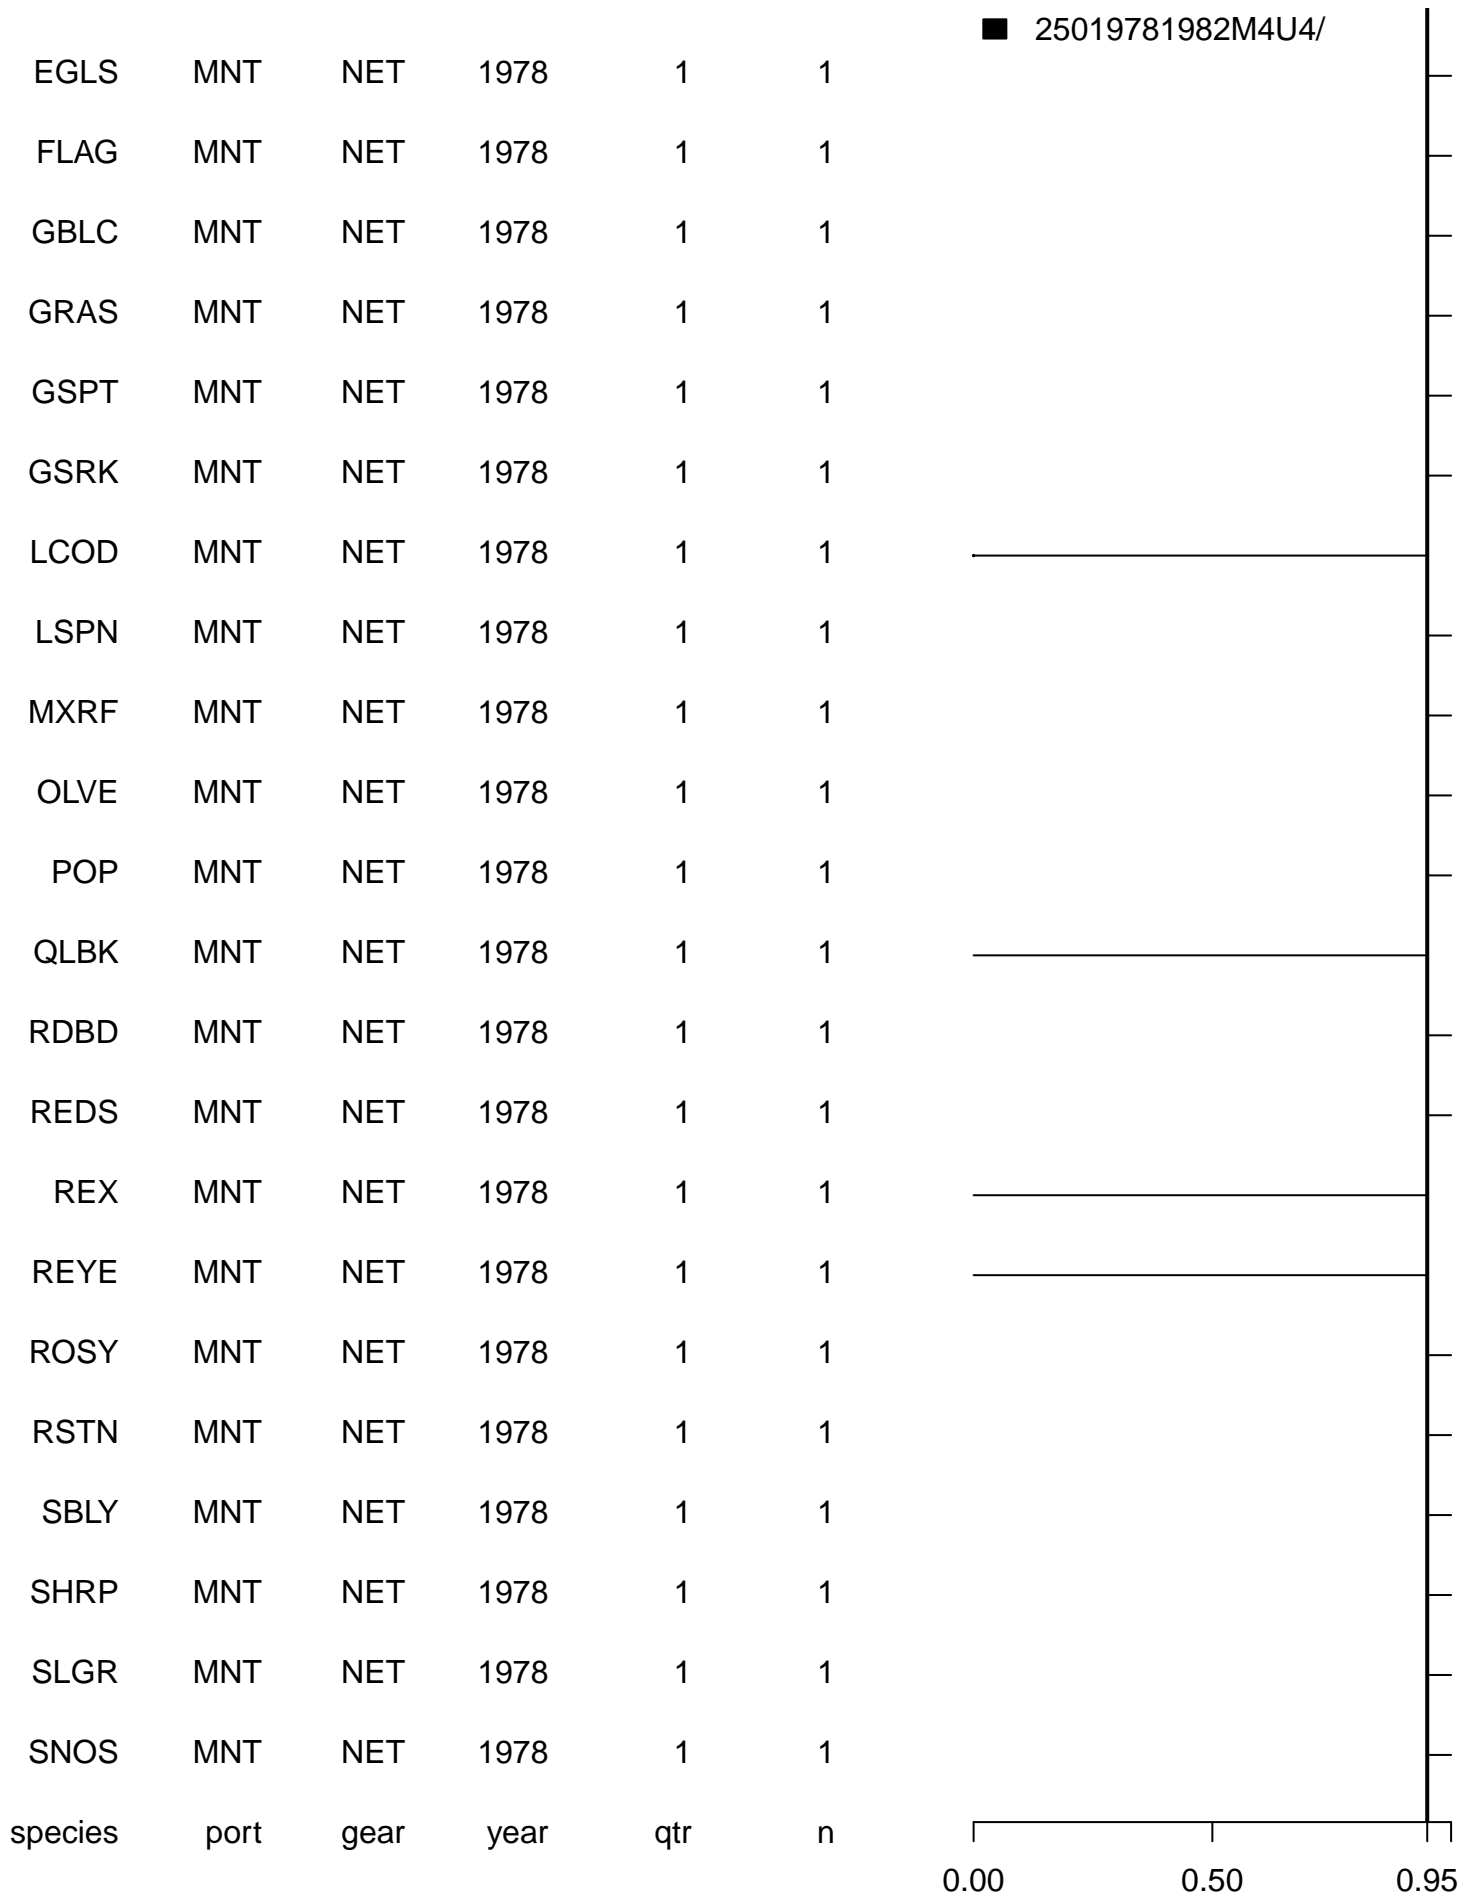 25019781982M4U4/
EGLS MNT NET 1978 1 1
FLAG MNT NET 1978 1 1
GBLC MNT NET 1978 1 1
GRAS MNT NET 1978 1 1
GSPT MNT NET 1978 1 1
GSRK MNT NET 1978 1 1
LCOD MNT NET 1978 1 1
LSPN MNT NET 1978 1 1
MXRF MNT NET 1978 1 1
OLVE MNT NET 1978 1 1
POP MNT NET 1978 1 1
QLBK MNT NET 1978 1 1
RDBD MNT NET 1978 1 1
REDS MNT NET 1978 1 1
REX MNT NET 1978 1 1
REYE MNT NET 1978 1 1
ROSY MNT NET 1978 1 1
RSTN MNT NET 1978 1 1
SBLY MNT NET 1978 1 1
SHRP MNT NET 1978 1 1
SLGR MNT NET 1978 1 1
SNOS MNT NET 1978 1 1
species port gear year qtr n
0.00 0.50 0.95